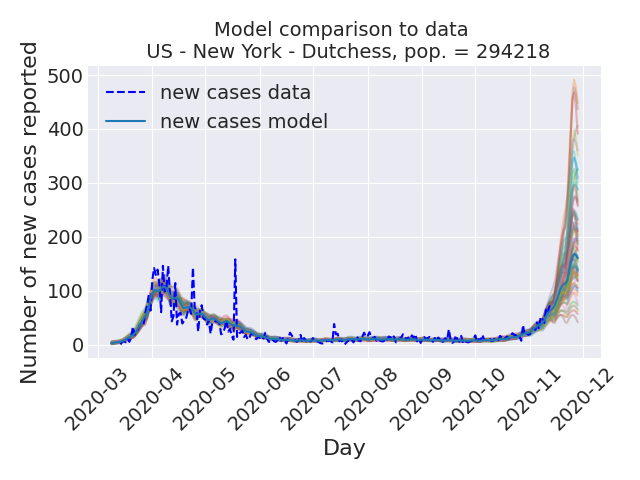 Model comparison to data
US - New York - Dutchess, pop. = 294218
Number of new cases reported
500
400
300
200
100
0
new cases data
new cases model
2020-03
2020-04
2020-05
2020-06
2020-07
2020-08
2020-09
2020-10
2020-11
2020-12
Day